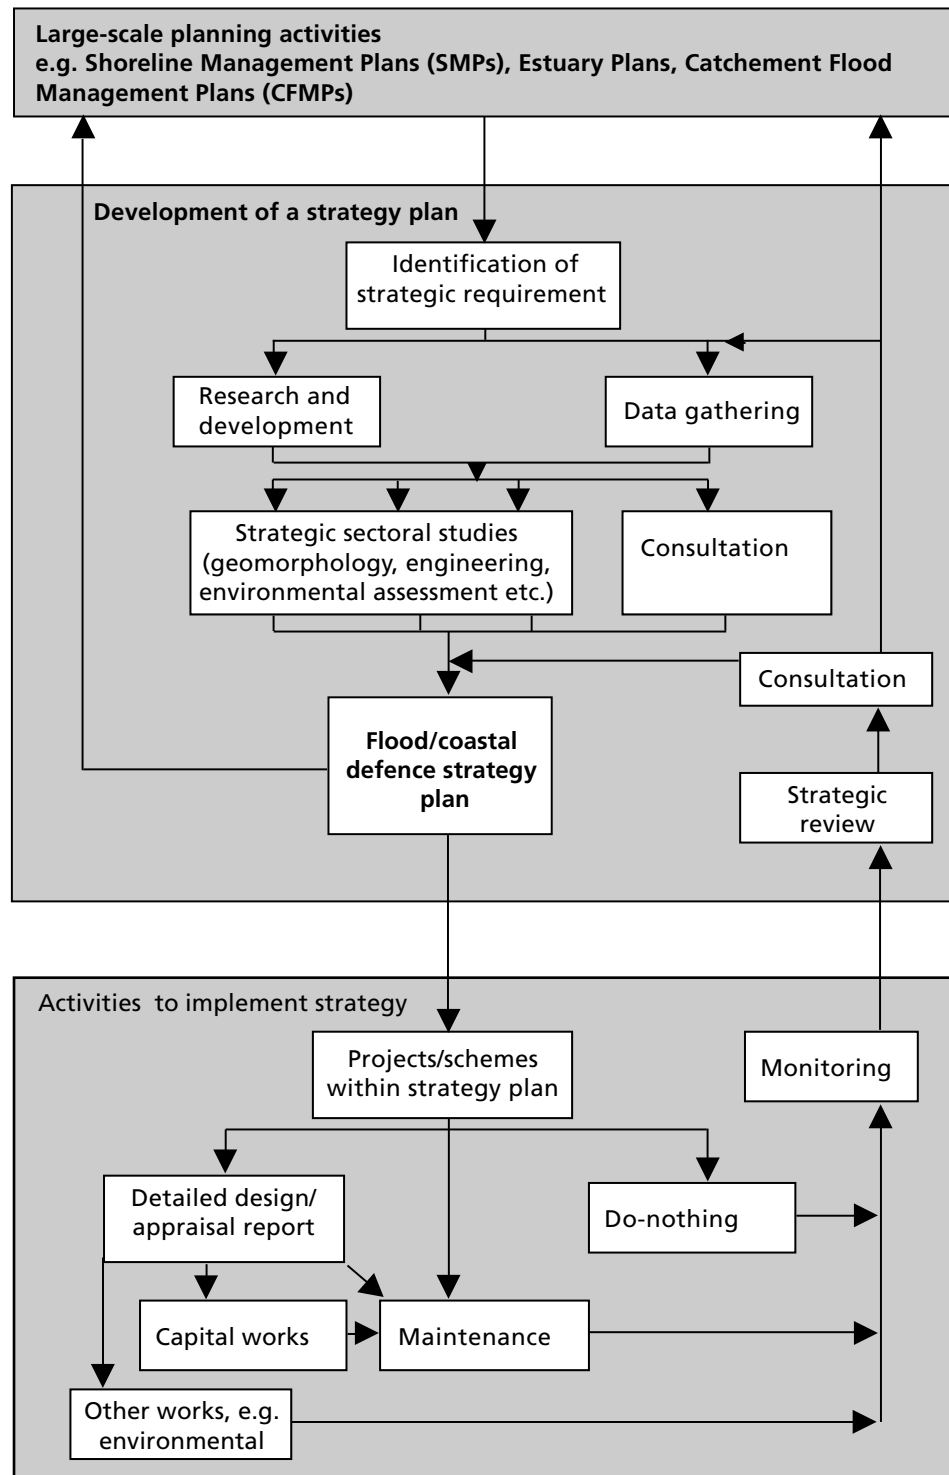 Large-scale planning activities
e.g. Shoreline Management Plans (SMPs), Estuary Plans, Catchement Flood
Management Plans (CFMPs)
Development of a strategy plan
Identification of
strategic requirement
Research and
development
Data gathering
Strategic sectoral studies
(geomorphology, engineering,
environmental assessment etc.)
Consultation
Consultation
Flood/coastal
defence strategy
plan
Strategic
review
Activities to implement strategy
Projects/schemes
within strategy plan
Monitoring
Detailed design/
appraisal report
Do-nothing
Capital works
Maintenance
Other works, e.g.
environmental